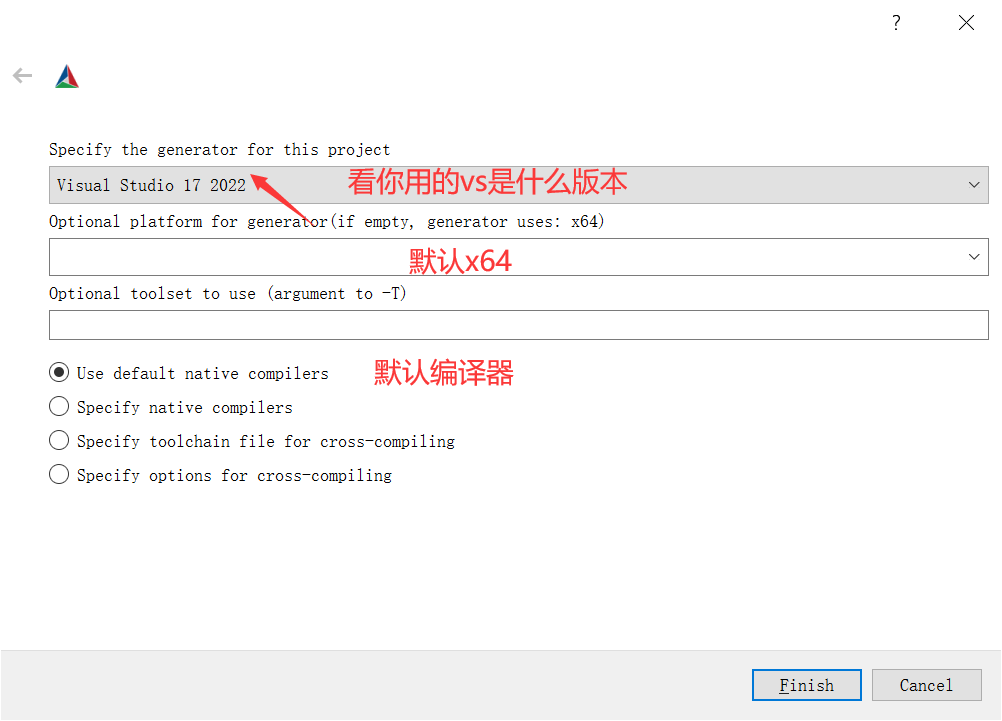 ?
Specify the generator for this project
Visual Studio 17 2022
看你用的vs是什么版本
Optional platform for generator(if empty, generator uses: x64)
默认x64
Optional toolset to use (argument to -T)
Use default native compilers
默认编译器
Specify native compilers
Specify toolchain file for cross-compiling
Specify options for cross-compiling
Finish
Cancel